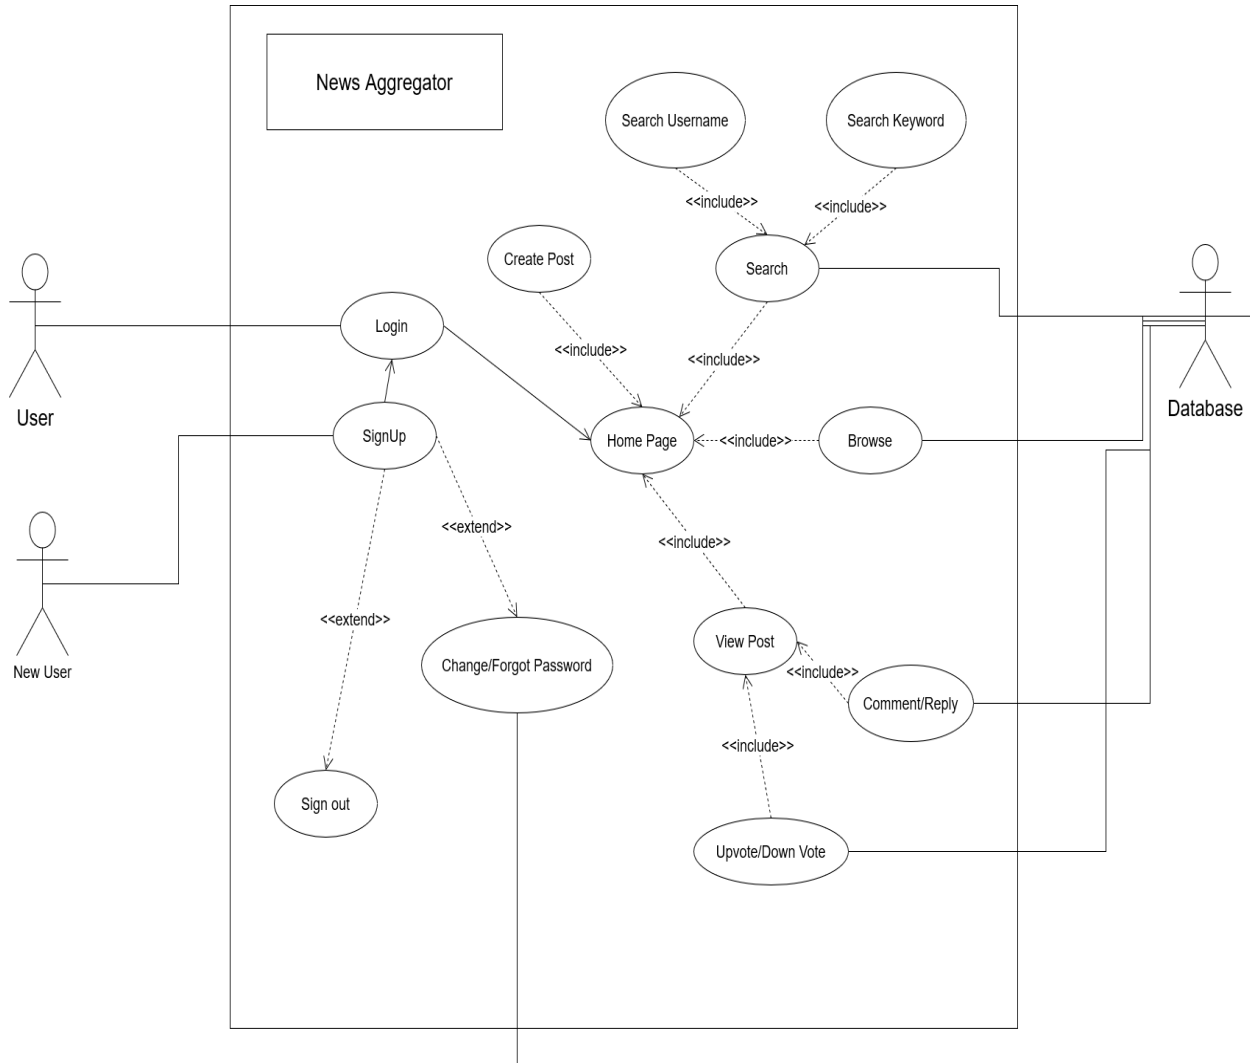 News Aggregator
Search Username
Search Keyword
<<include>>
<<include>>
Create Post
Search
Login
<<include>>
<<include>>
User
Database
SignUp
Home Page
<<include>>
Browse
<<extend>>
<<include>>
<<extend>>
View Post
New User
Change/Forgot Password
<<include>>
Comment/Reply
<<include>>
Sign out
Upvote/Down Vote